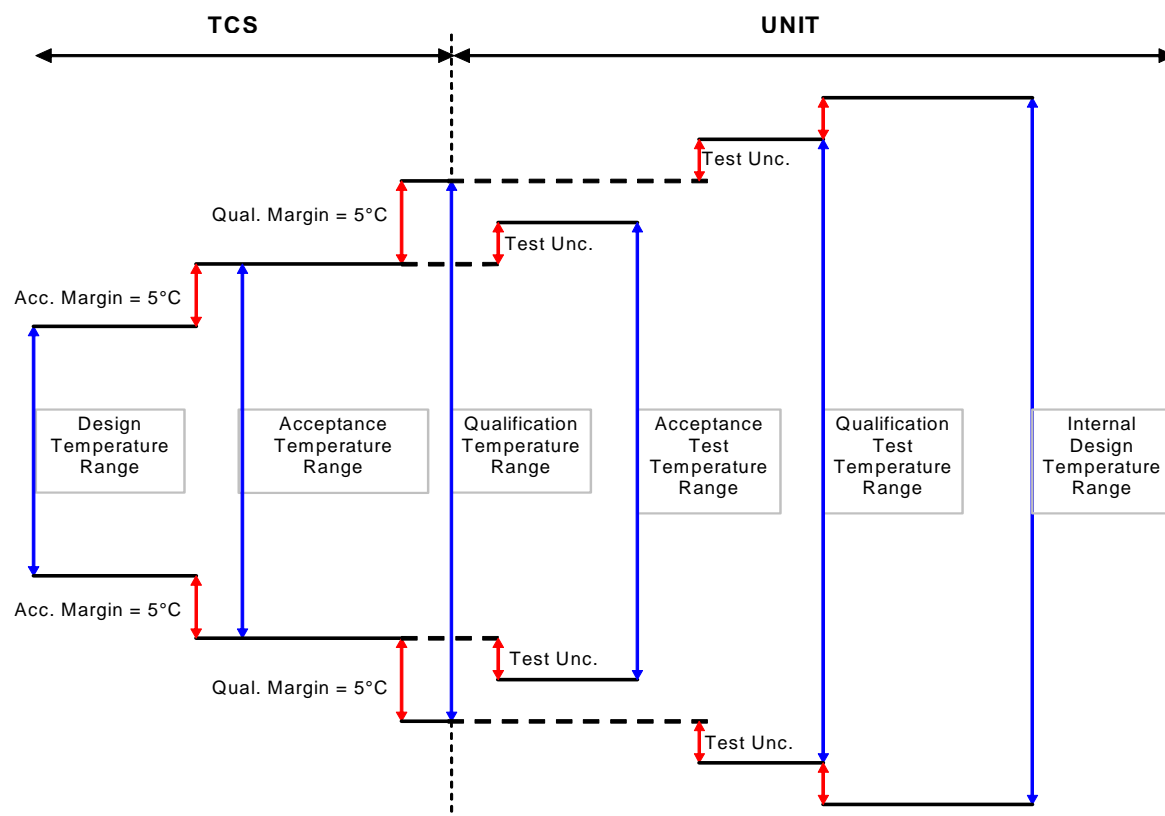 TCS
UNIT
Test Unc.
Qual. Margin = 5°C
Test Unc.
Acc. Margin = 5°C
Design
Temperature
Range
Acceptance
Temperature
Range
Qualification
Temperature
Range
Acceptance
Test
Temperature
Range
Qualification
Test
Temperature
Range
Internal
Design
Temperature
Range
Acc. Margin = 5°C
Test Unc.
Qual. Margin = 5°C
Test Unc.